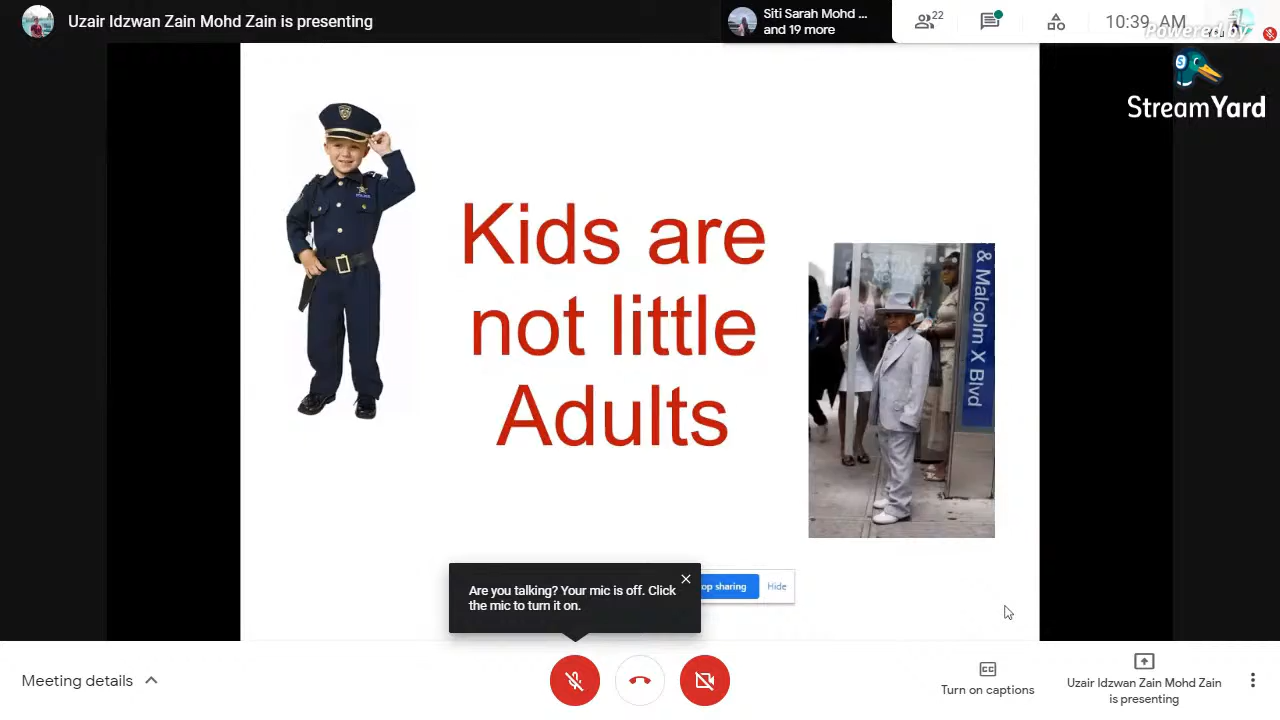 Uzair Idzwan Zain Mohd Zain is presenting
Siti Sarah Mohd ...
and 19 more
22
10:39 AM
Powered by
StreamYard
Kids are
not little
Adults
& Malcolm X Blvd
Are you talking? Your mic is off. Click
the mic to turn it on.
op sharing
Hide
Meeting details
Turn on captions
Uzair Idzwan Zain Mohd Zain
is presenting